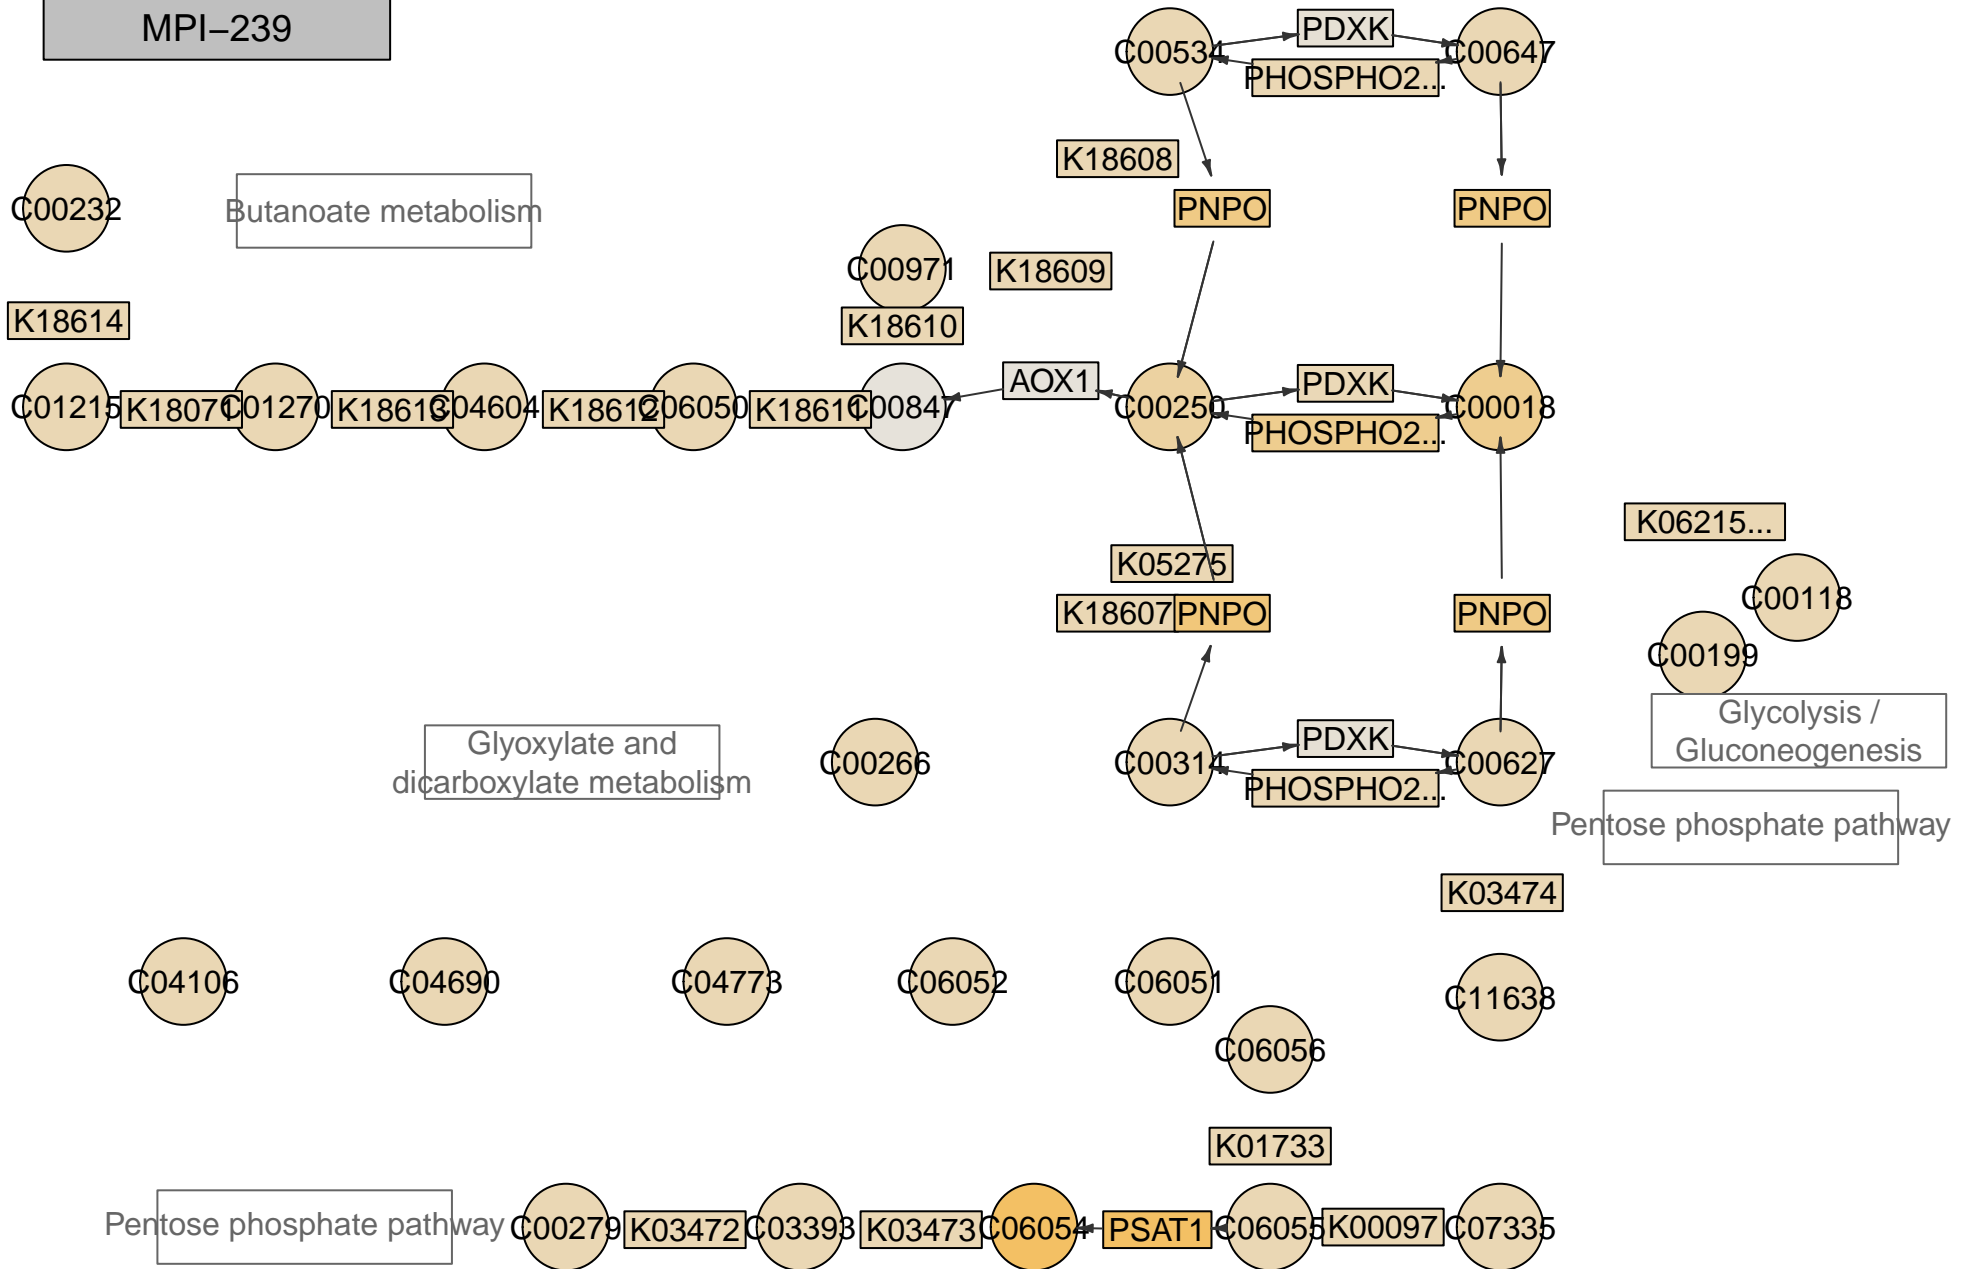 MPI–239
C00534
PDXK
C00647
PHOSPHO2...
K18608
C00232
Butanoate metabolism
PNPO
PNPO
C00971
K18609
K18614
K18610
C01215
K18071
C01270
K18613
C04604
K18612
C06050
K18611
C00847
AOX1
C00250
PDXK
C00018
PHOSPHO2...
K06215...
K05275
C00118
K18607
PNPO
PNPO
C00199
Glycolysis /
Gluconeogenesis
Glyoxylate and
dicarboxylate metabolism
C00266
C00314
PDXK
C00627
PHOSPHO2...
Pentose phosphate pathway
K03474
C04106
C04690
C04773
C06052
C06051
C11638
C06056
K01733
Pentose phosphate pathway
C00279
K03472
C03393
K03473
C06054
PSAT1
C06055
K00097
C07335